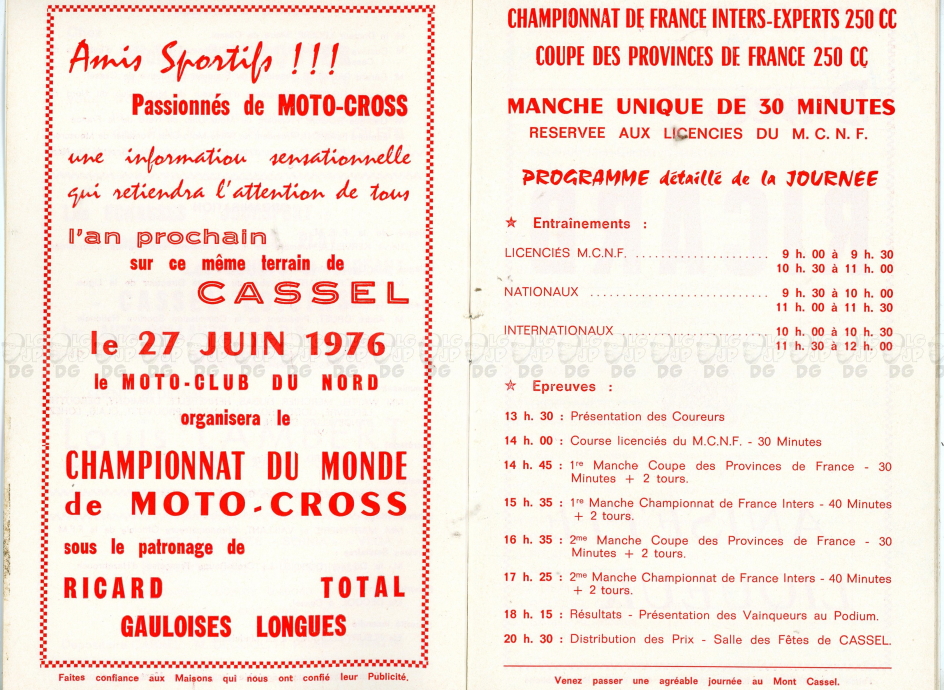 Amis Sportifs !!!
Passionnés de MOTO-CROSS
une information sensationnelle
qui retiendra l'attention de tous
l'an prochain
sur ce même terrain de
CASSEL
le 27 JUIN 1976
le MOTO-CLUB DU NORD
organisera le
CHAMPIONNAT DU MONDE
de MOTO-CROSS
sous le patronage de
RICARD TOTAL
GAULOISES LONGUES
Faites confiance aux Maisons qui nous ont confié leur Publicité.
CHAMPIONNAT DE FRANCE INTERS-EXPERTS 250 CC
COUPE DES PROVINCES DE FRANCE 250 CC
MANCHE UNIQUE DE 30 MINUTES
RESERVEE AUX LICENCIES DU M. C. N. F.
PROGRAMME détaillé de la JOURNEE
★ Entraînements :
LICENCIÉS M.C.N.F. ..................... 9 h. 00 à 9 h. 30
10 h. 30 à 11 h. 00
NATIONAUX ............................ 9 h. 30 à 10 h. 00
11 h. 00 à 11 h. 30
INTERNATIONAUX ....................... 10 h. 00 à 10 h. 30
11 h. 30 à 12 h. 00
★ Epreuves :
13 h. 30 : Présentation des Coureurs
14 h. 00 : Course licenciés du M.C.N.F. - 30 Minutes
14 h. 45 : 1re Manche Coupe des Provinces de France - 30
Minutes + 2 tours.
15 h. 35 : 1re Manche Championnat de France Inters - 40 Minutes
+ 2 tours.
16 h. 35 : 2me Manche Coupe des Provinces de France - 30
Minutes + 2 tours.
17 h. 25 : 2me Manche Championnat de France Inters - 40 Minutes
+ 2 tours.
18 h. 15 : Résultats - Présentation des Vainqueurs au Podium.
20 h. 30 : Distribution des Prix - Salle des Fêtes de CASSEL.
Venez passer une agréable journée au Mont Cassel.